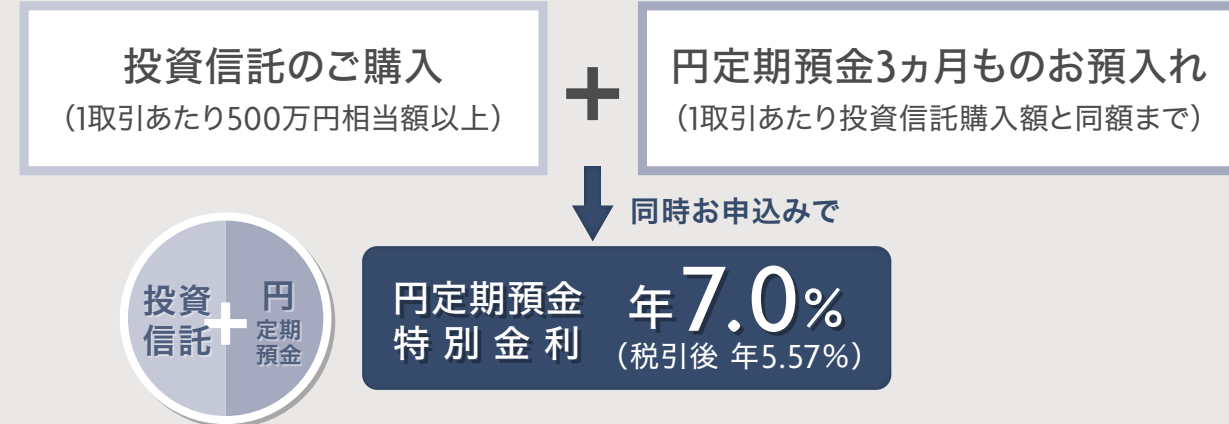 投資信託のご購入
(1取引あたり500万円相当額以上)
+
円定期預金3ヵ月ものお預入れ
(1取引あたり投資信託購入額と同額まで)
同時お申込みで
投資
信託
+
円
定期
預金
円定期預金
特別金利
年7.0%
(税引後 年5.57%)